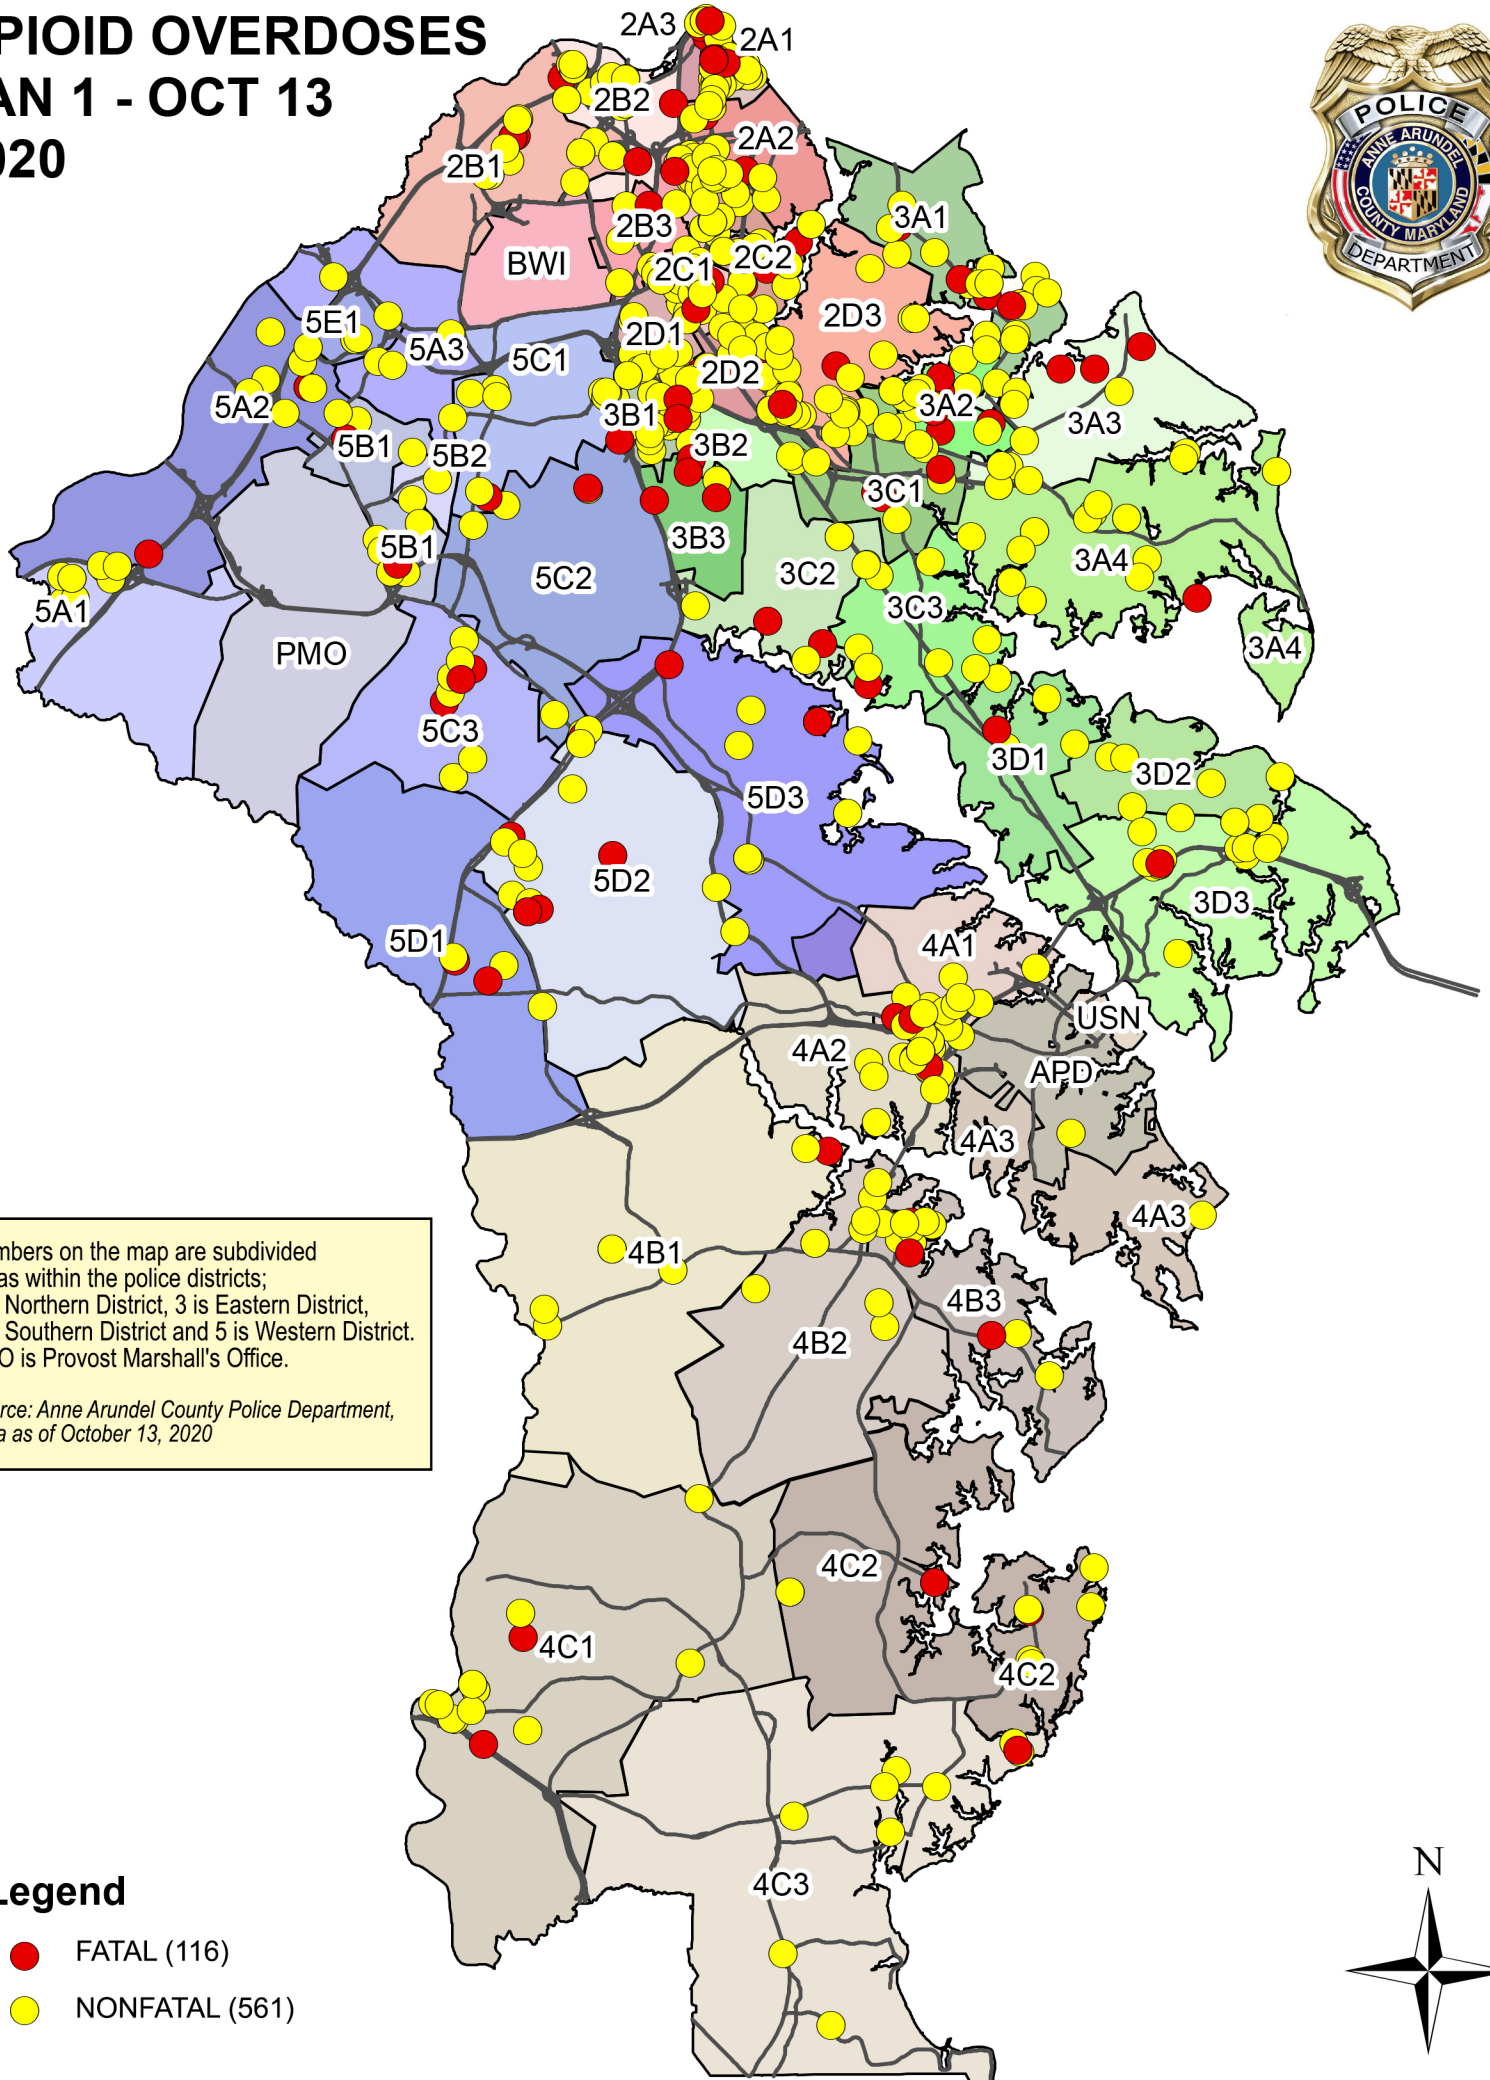 PIOID OVERDOSES
AN 1 - OCT 13
020
POLICE
ANNE ARUNDEL
COUNTY MARYLAND
DEPARTMENT
2A3
2A1
2B2
2A2
2B1
3A1
2B3
BWI
2C1
2C2
5E1
2D1
2D3
5A3
5C1
2D2
5A2
3B1
3A2
3A3
5B1
5B2
3B2
3C1
5B1
3B3
3A4
5C2
3C2
5A1
3C3
PMO
3A4
5C3
3D1
3D2
5D3
5D2
3D3
5D1
4A1
USN
4A2
APD
4A3
4A3
4B1
4B3
4B2
4C2
4C1
4C2
4C3
mbers on the map are subdivided
as within the police districts;
Northern District, 3 is Eastern District,
Southern District and 5 is Western District.
O is Provost Marshall's Office.
rce: Anne Arundel County Police Department,
a as of October 13, 2020
Legend
FATAL (116)
NONFATAL (561)
N